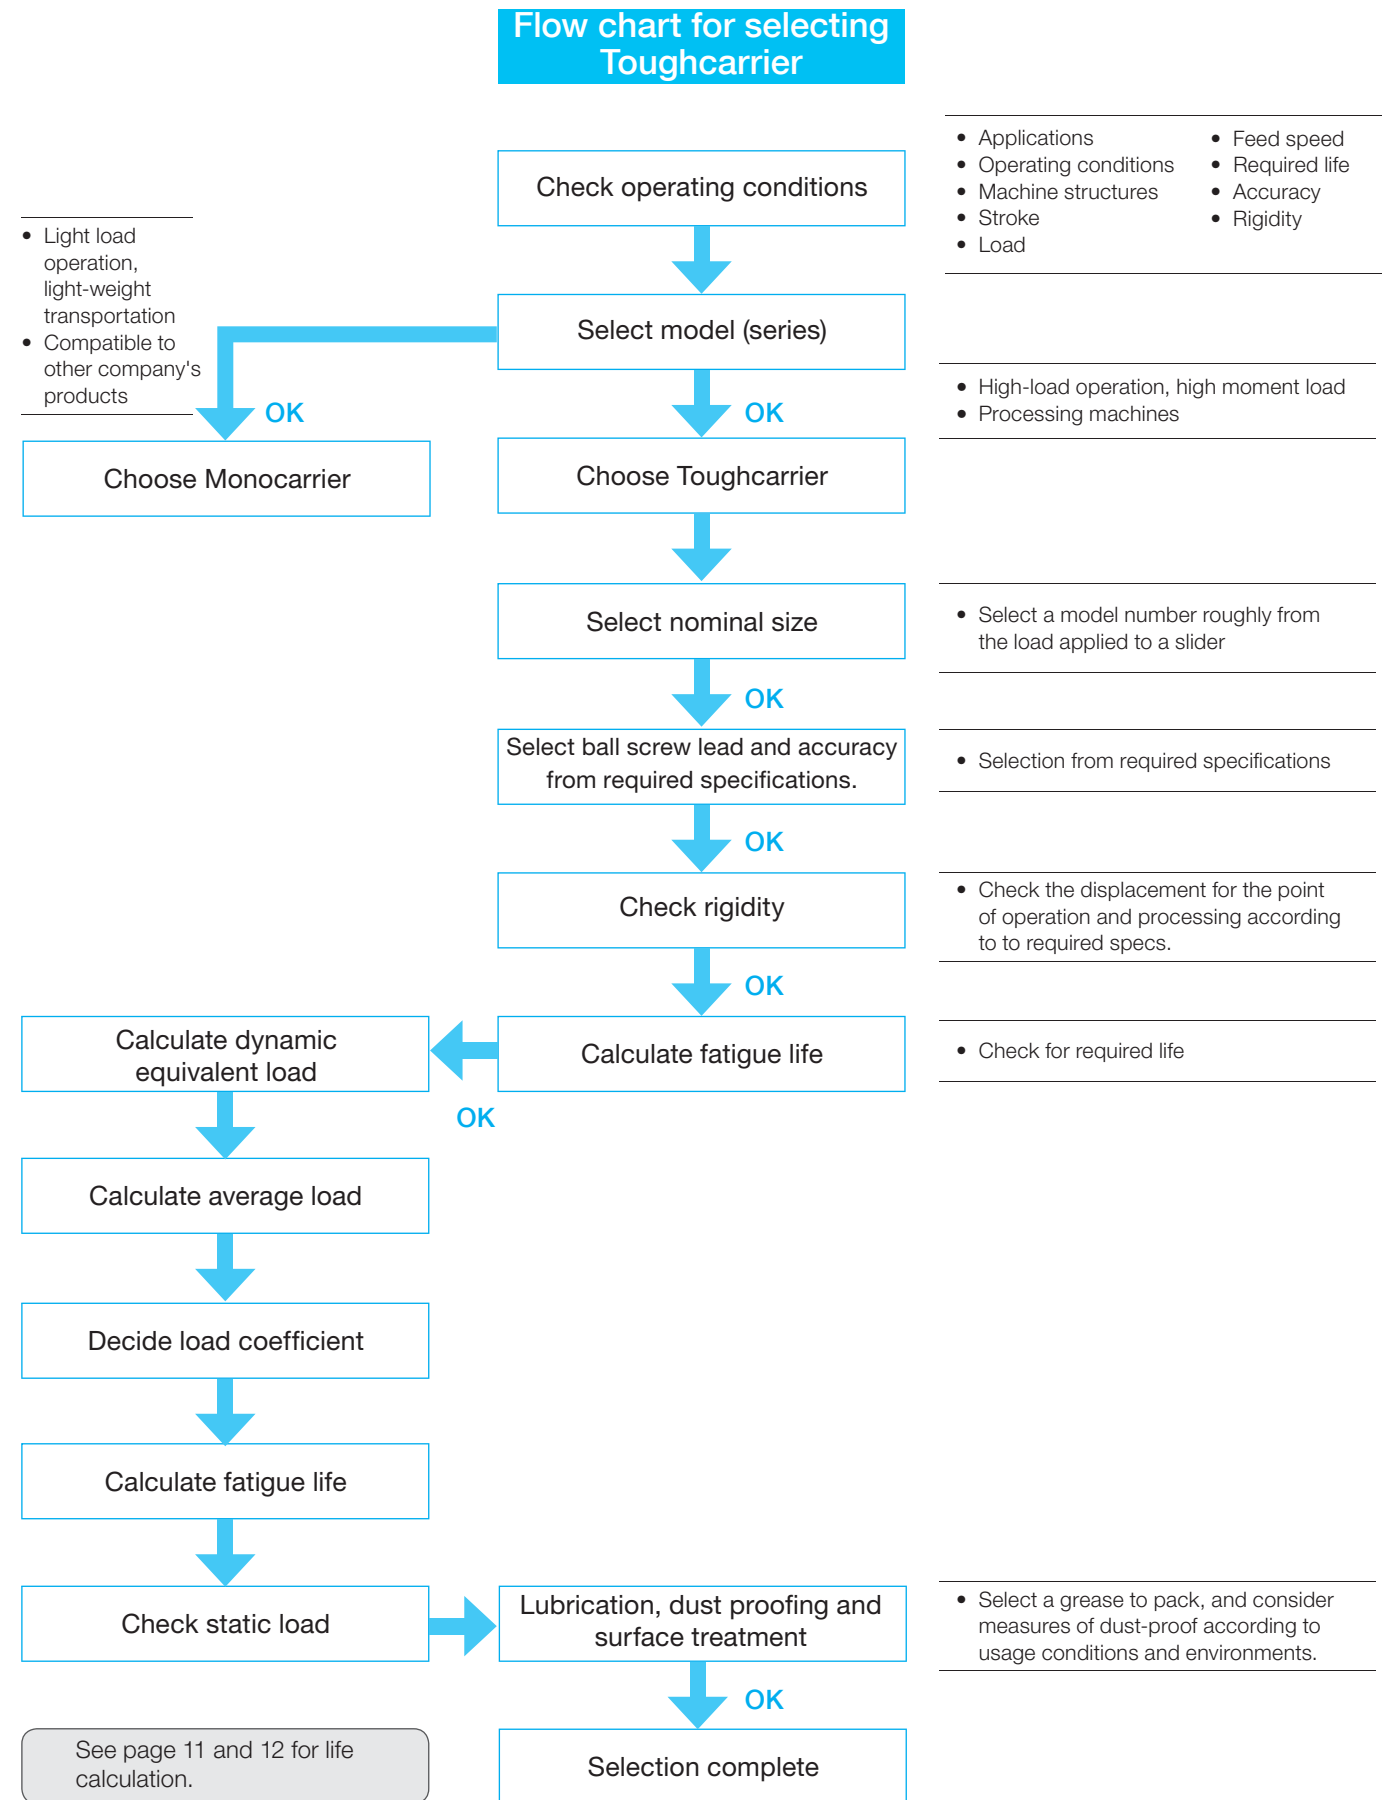 Flow chart for selecting
Toughcarrier
Check operating conditions
• Applications
• Operating conditions
• Machine structures
• Stroke
• Load
• Feed speed
• Required life
• Accuracy
• Rigidity
• Light load
operation,
light-weight
transportation
• Compatible to
other company's
products
Select model (series)
OK
OK
• High-load operation, high moment load
• Processing machines
Choose Monocarrier
Choose Toughcarrier
Select nominal size
• Select a model number roughly from
the load applied to a slider
OK
Select ball screw lead and accuracy
from required specifications.
• Selection from required specifications
OK
Check rigidity
• Check the displacement for the point
of operation and processing according
to to required specs.
OK
Calculate fatigue life
• Check for required life
OK
Calculate dynamic
equivalent load
Calculate average load
Decide load coefficient
Calculate fatigue life
Check static load
Lubrication, dust proofing and
surface treatment
• Select a grease to pack, and consider
measures of dust-proof according to
usage conditions and environments.
OK
See page 11 and 12 for life
calculation.
Selection complete